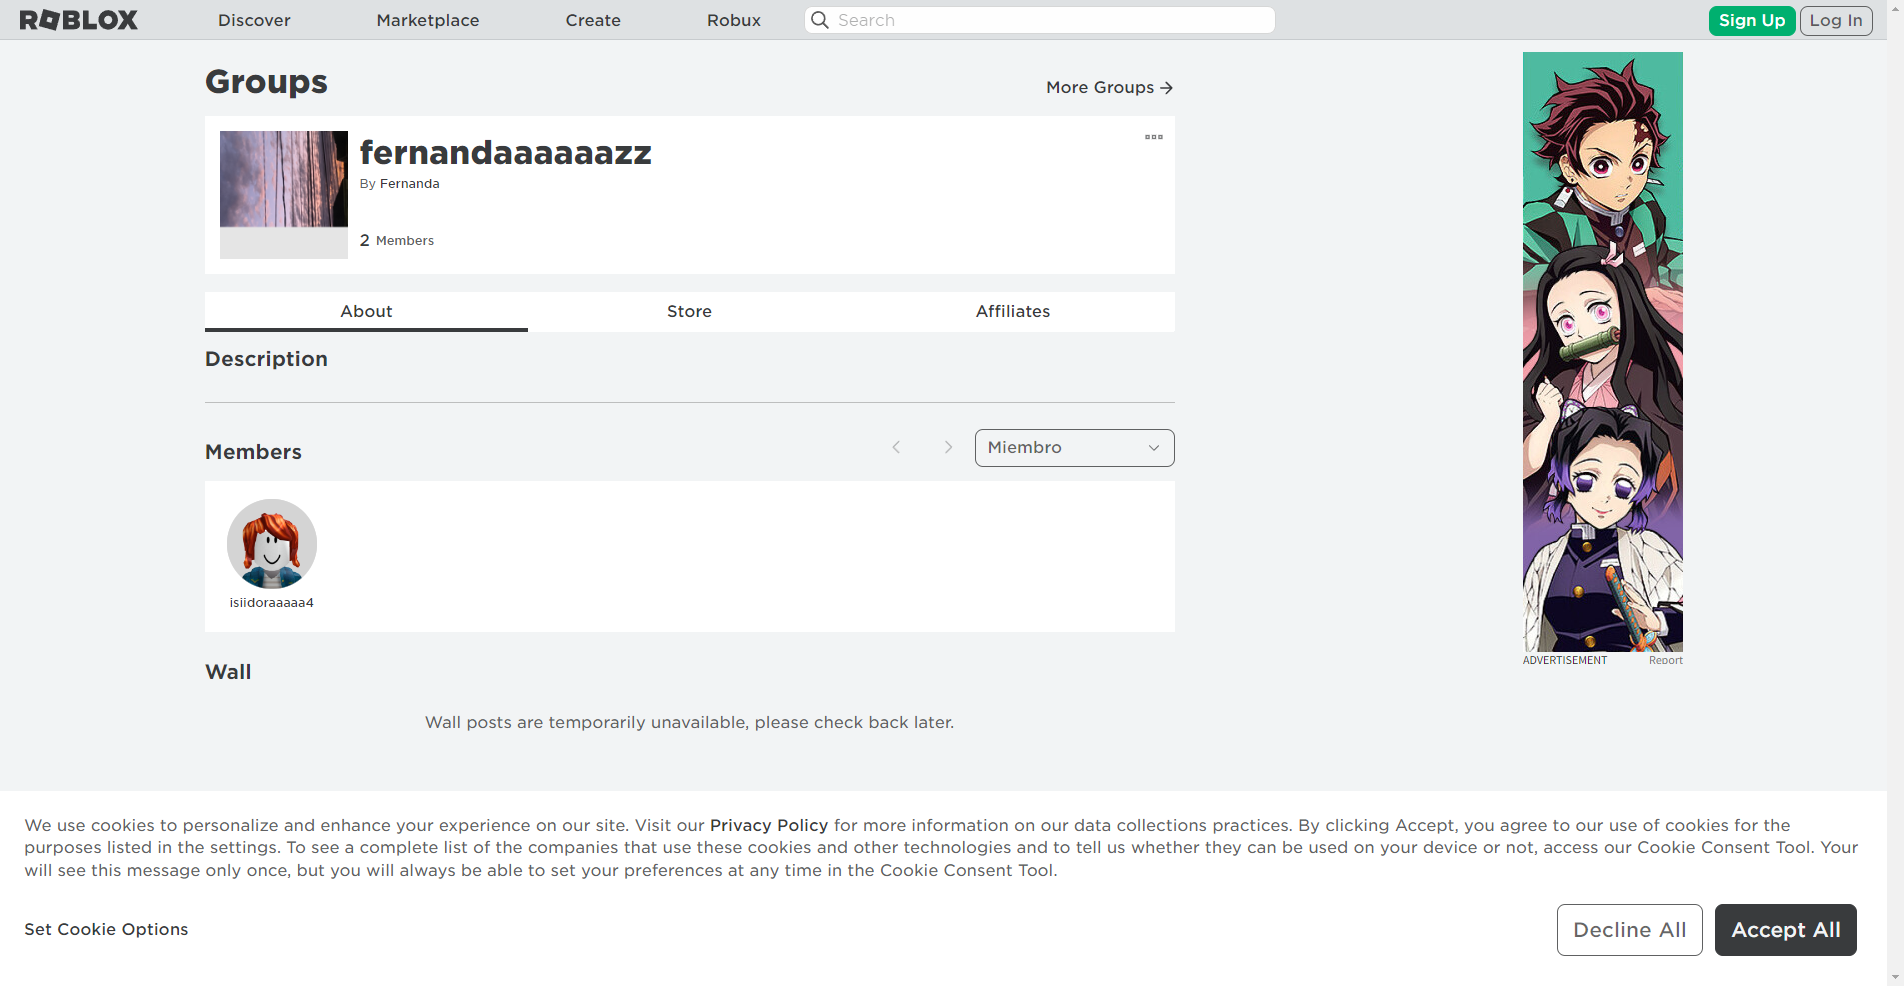 ROBLOX
Discover
Marketplace
Create
Robux
Search
Sign Up
Log In
Groups
More Groups
fernandaaaaaazz
By Fernanda
2 Members
About
Store
Affiliates
Description
Members
Miembro
isiidoraaaaa4
Wall
Wall posts are temporarily unavailable, please check back later.
ADVERTISEMENT
Report
We use cookies to personalize and enhance your experience on our site. Visit our Privacy Policy for more information on our data collections practices. By clicking Accept, you agree to our use of cookies for the
purposes listed in the settings. To see a complete list of the companies that use these cookies and other technologies and to tell us whether they can be used on your device or not, access our Cookie Consent Tool. Your
will see this message only once, but you will always be able to set your preferences at any time in the Cookie Consent Tool.
Set Cookie Options
Decline All
Accept All